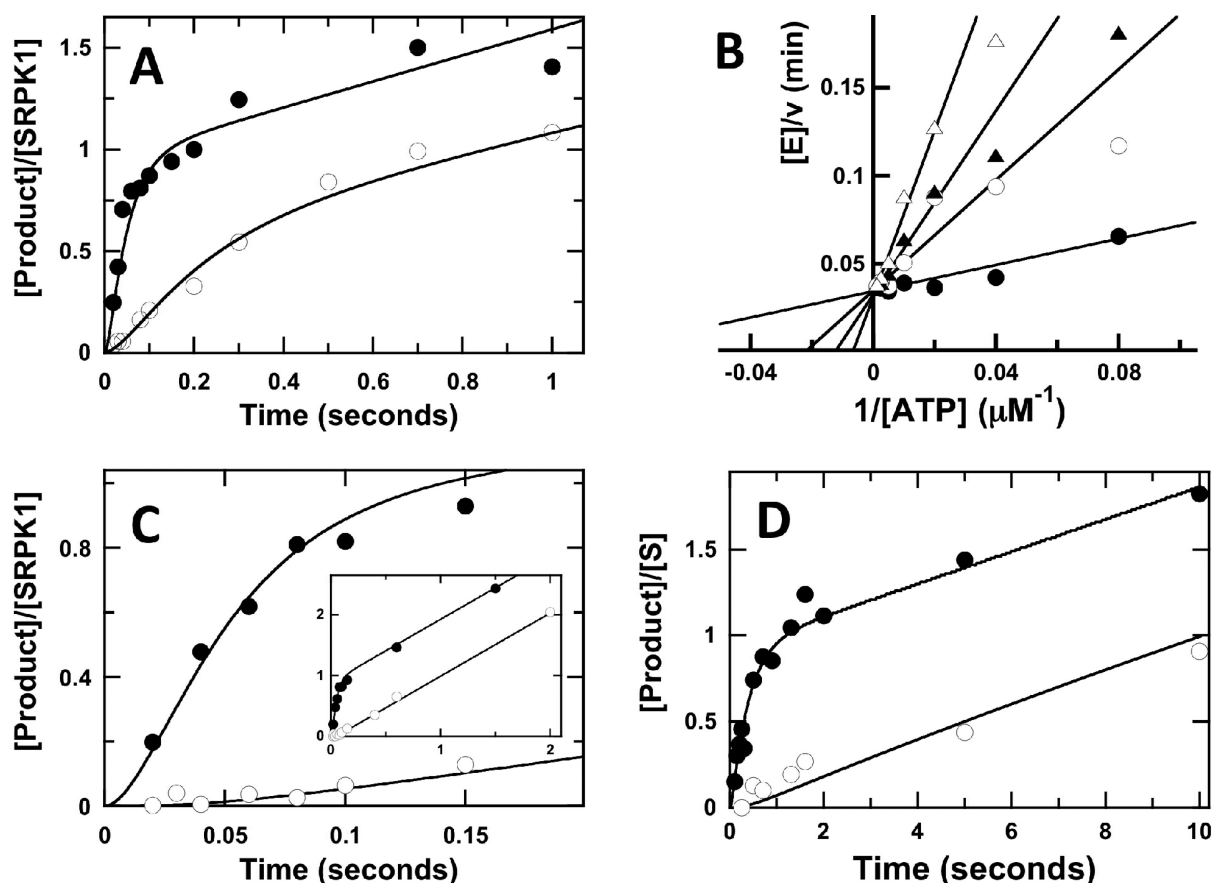 A
[Product]/[SRPK1]
1.5
1
0.5
0
0 0.2 0.4 0.6 0.8 1
Time (seconds)
B
[E]/v (min)
0.15
0.1
0.05
-0.04 0 0.04 0.08
1/[ATP] (μM⁻¹)
C
[Product]/[SRPK1]
0.8
0.4
0
0 0.05 0.1 0.15
2
1
0
0 1 2
Time (seconds)
D
[Product]/[S]
1.5
1
0.5
0
0 2 4 6 8 10
Time (seconds)